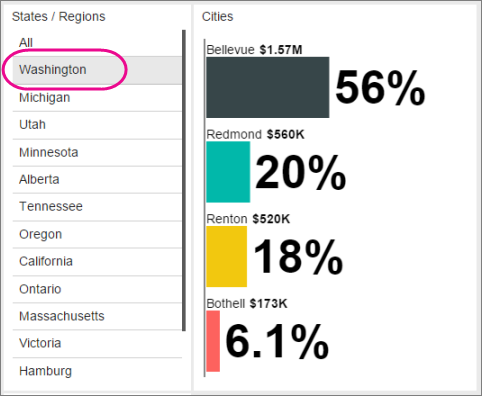 States / Regions
All
Washington
Michigan
Utah
Minnesota
Alberta
Tennessee
Oregon
California
Ontario
Massachusetts
Victoria
Hamburg
Cities
Bellevue $1.57M
56%
Redmond $560K
20%
Renton $520K
18%
Bothell $173K
6.1%